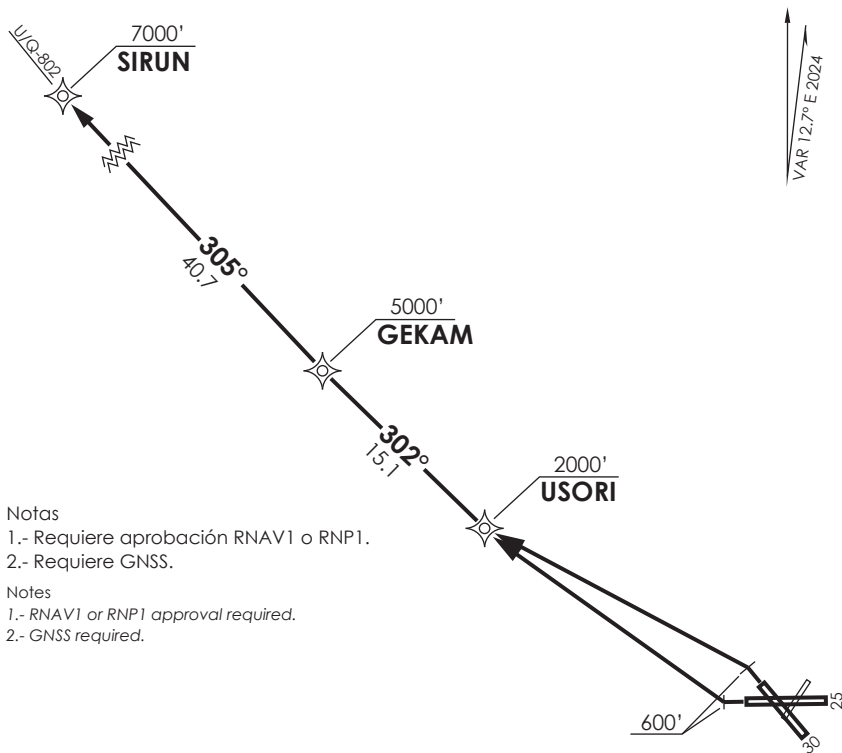 U/Q-802
7000'
SIRUN
VAR 12.7° E 2024
305°
40.7
5000'
GEKAM
302°
15.1
2000'
USORI
Notas
1.- Requiere aprobación RNAV1 o RNP1.
2.- Requiere GNSS.
Notes
1.- RNAV1 or RNP1 approval required.
2.- GNSS required.
600'
25
30